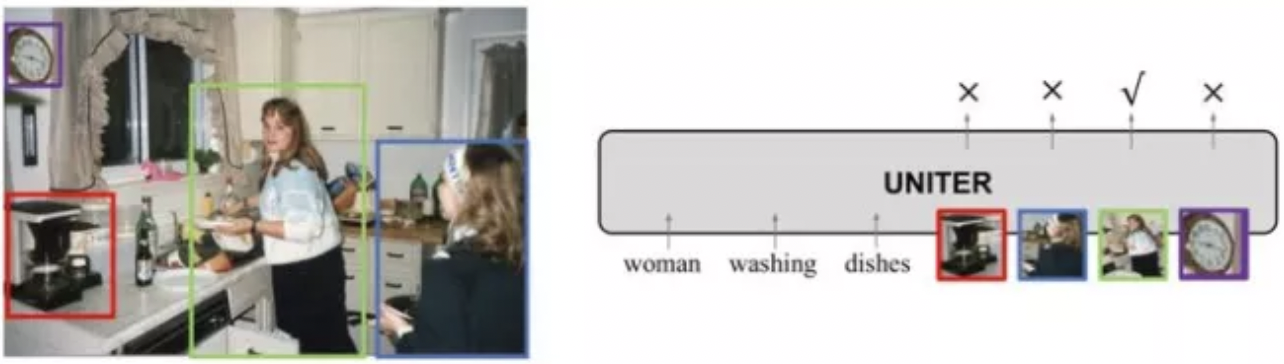 × × √ ×
UNITER
woman washing dishes